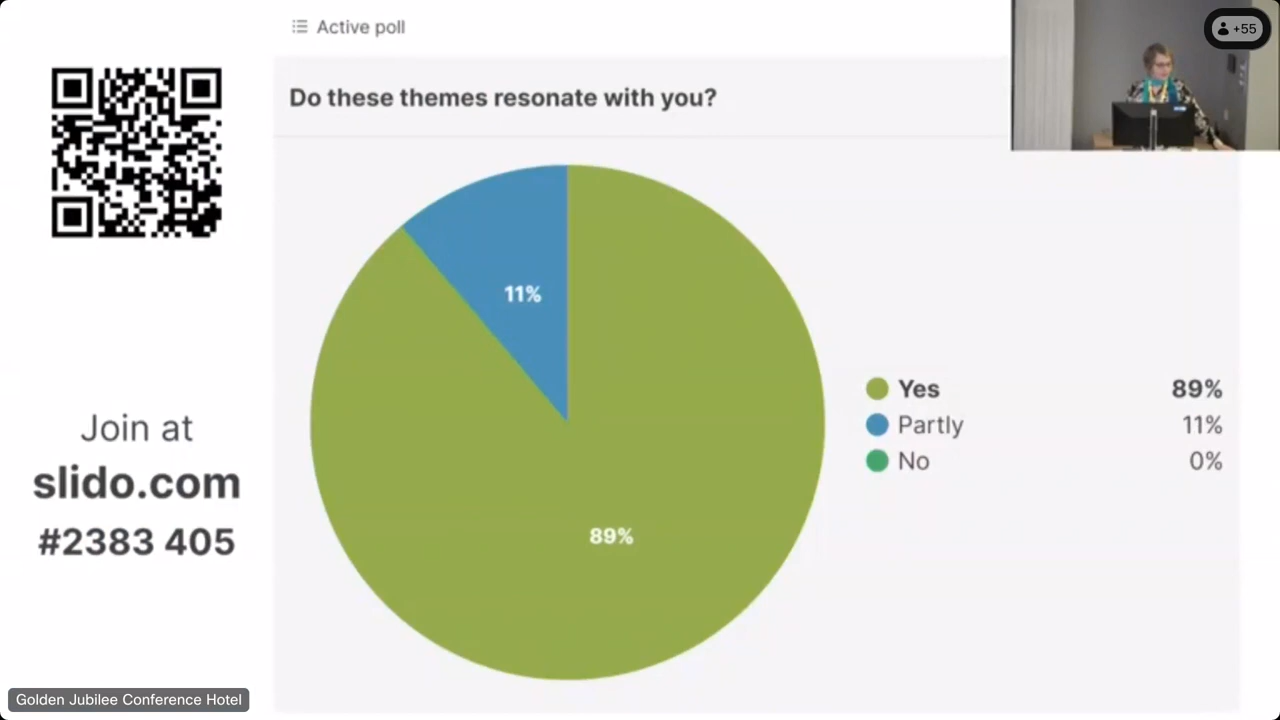 Active poll
+55
Do these themes resonate with you?
11%
89%
Yes 89%
Partly 11%
No 0%
Join at
slido.com
#2383 405
Golden Jubilee Conference Hotel